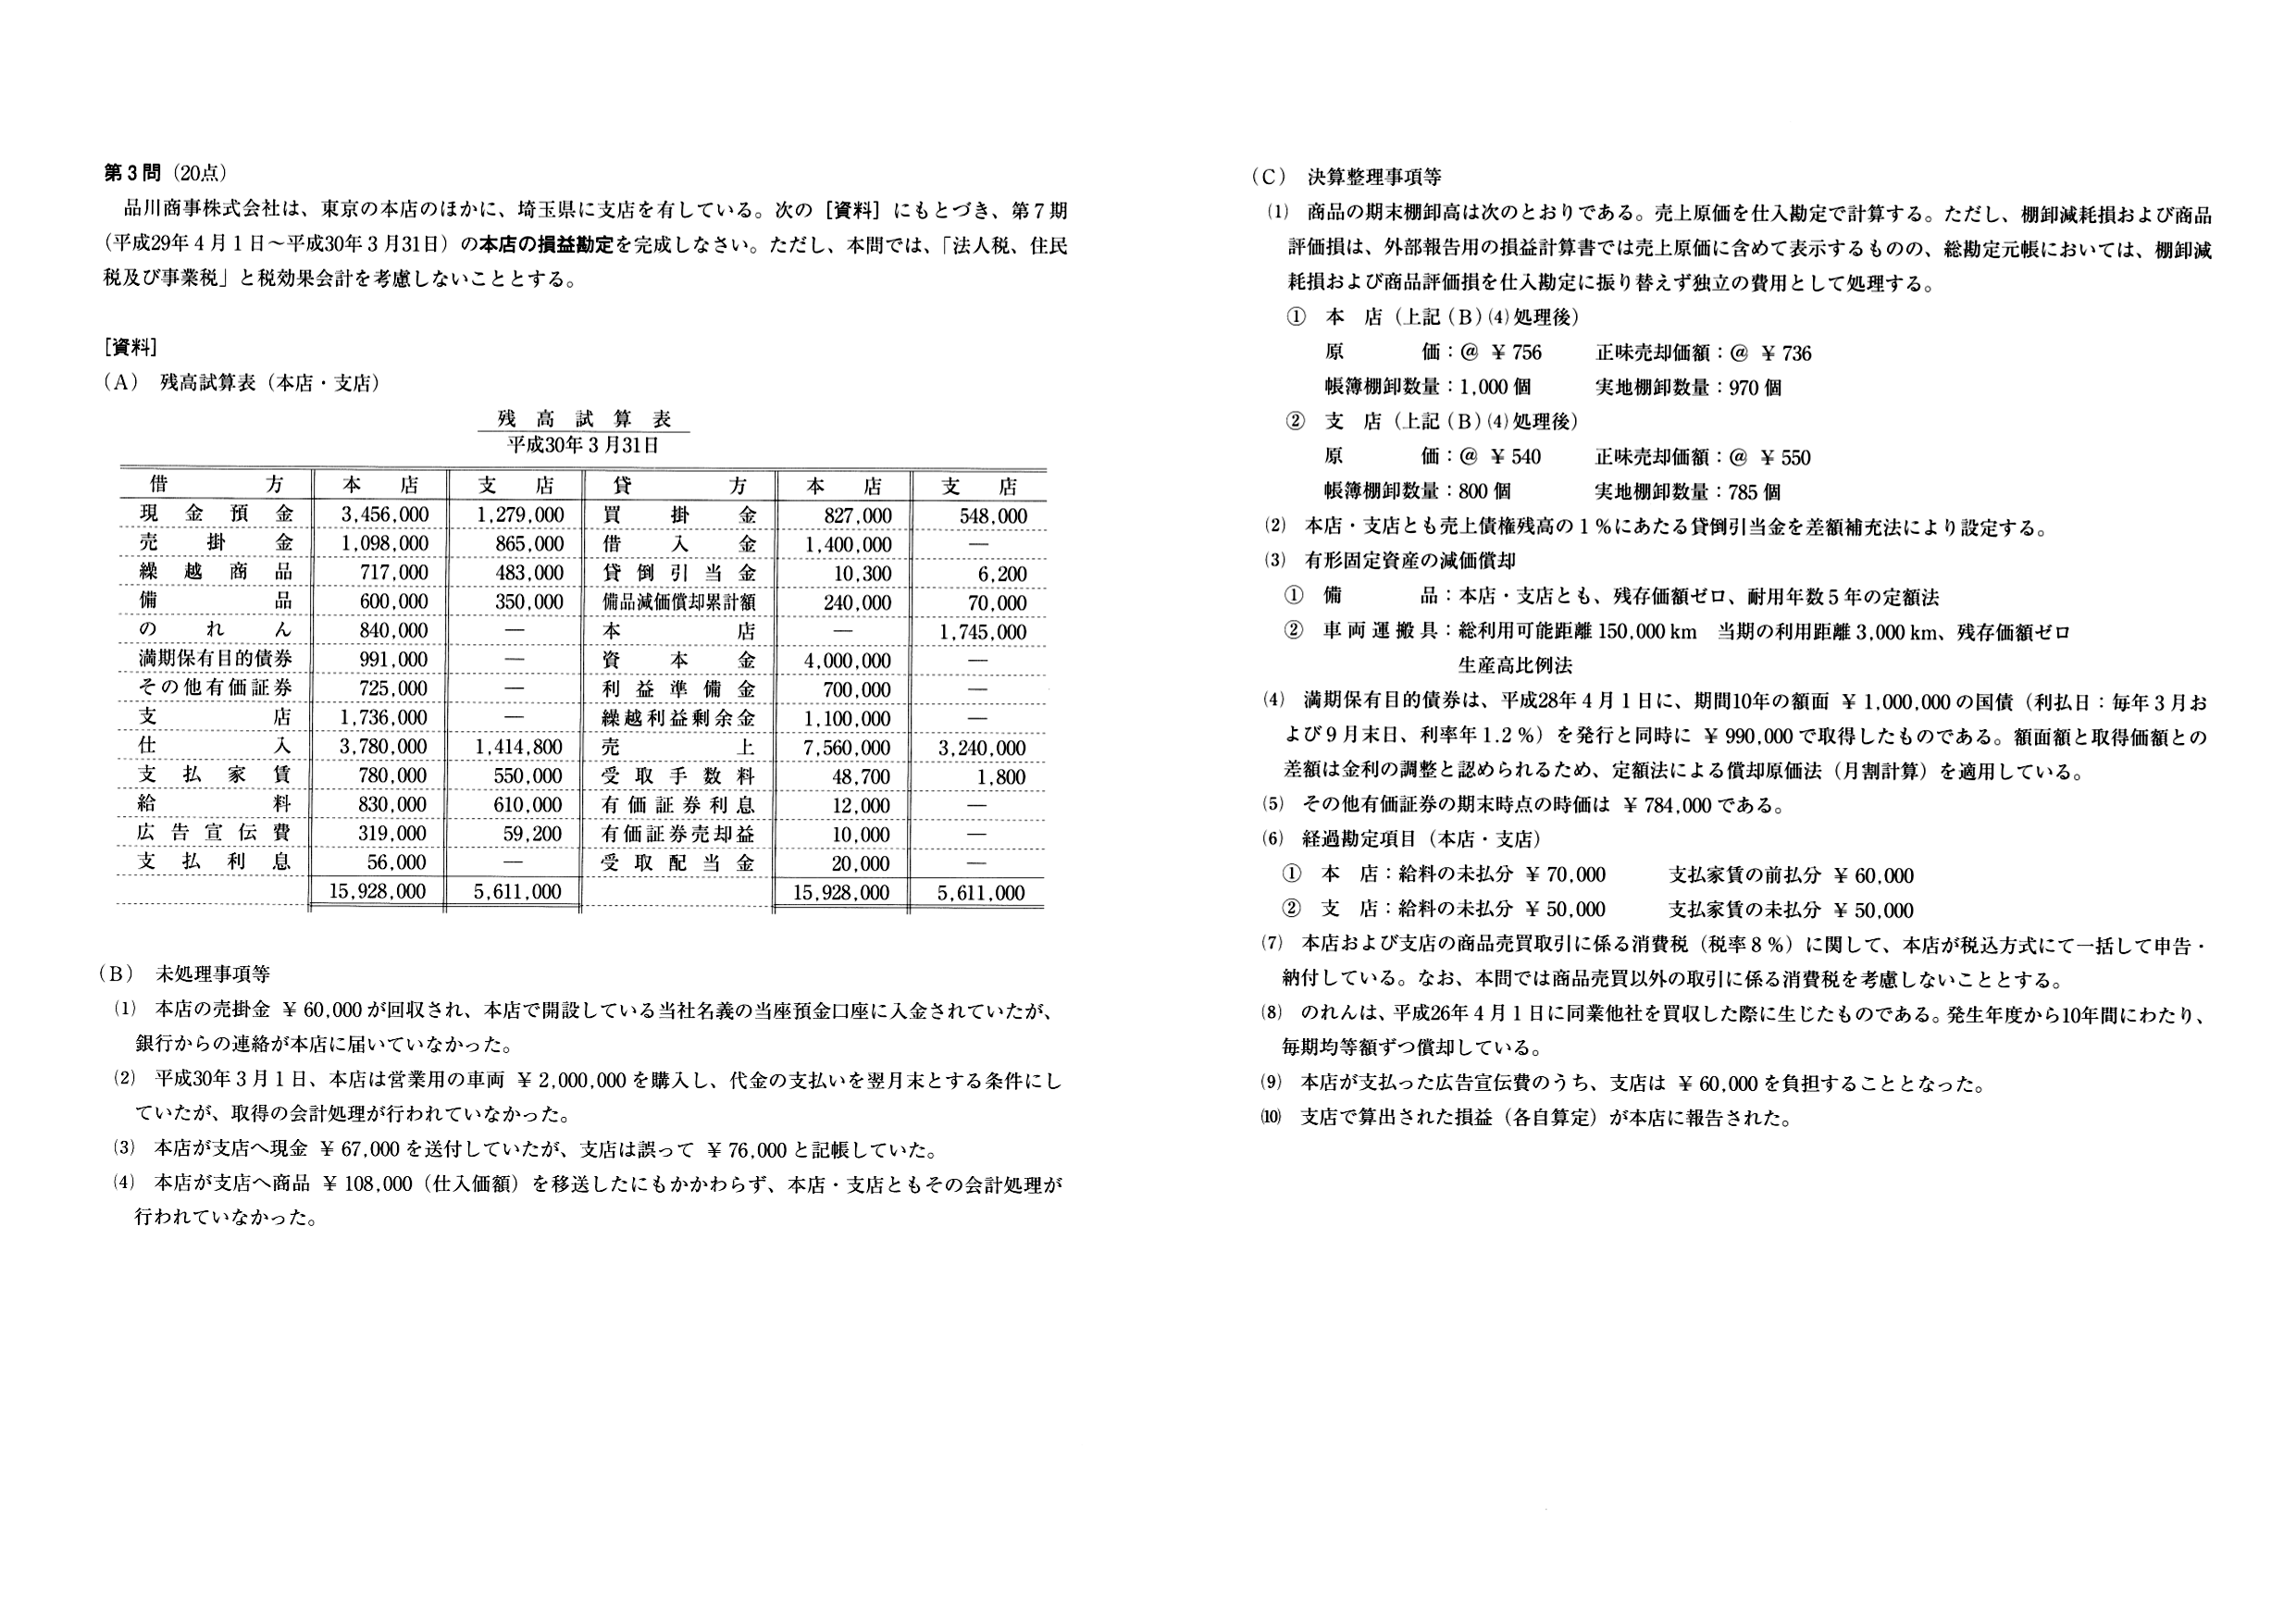 第3問（20点）
品川商事株式会社は、東京の本店のほかに、埼玉県に支店を有している。次の［資料］にもとづき、第7期
（平成29年4月1日～平成30年3月31日）の本店の損益勘定を完成しなさい。ただし、本問では、「法人税、住民
税及び事業税」と税効果会計を考慮しないこととする。
［資料］
（A） 残高試算表（本店・支店）
残高試算表
平成30年3月31日
借方 本店 支店 貸方 本店 支店
現金預金 3,456,000 1,279,000 買掛金 827,000 548,000
売掛金 1,098,000 865,000 借入金 1,400,000 —
繰越商品 717,000 483,000 貸倒引当金 10,300 6,200
備品 600,000 350,000 備品減価償却累計額 240,000 70,000
のれん 840,000 — 本店 — 1,745,000
満期保有目的債券 991,000 — 資本金 4,000,000 —
その他有価証券 725,000 — 利益準備金 700,000 —
支店 1,736,000 — 繰越利益剰余金 1,100,000 —
仕入 3,780,000 1,414,800 売上 7,560,000 3,240,000
支払家賃 780,000 550,000 受取手数料 48,700 1,800
給料 830,000 610,000 有価証券利息 12,000 —
広告宣伝費 319,000 59,200 有価証券売却益 10,000 —
支払利息 56,000 — 受取配当金 20,000 —
15,928,000 5,611,000 15,928,000 5,611,000
（B） 未処理事項等
⑴ 本店の売掛金 ￥60,000が回収され、本店で開設している当社名義の当座預金口座に入金されていたが、
銀行からの連絡が本店に届いていなかった。
⑵ 平成30年3月1日、本店は営業用の車両 ￥2,000,000を購入し、代金の支払いを翌月末とする条件にし
ていたが、取得の会計処理が行われていなかった。
⑶ 本店が支店へ現金 ￥67,000を送付していたが、支店は誤って ￥76,000と記帳していた。
⑷ 本店が支店へ商品 ￥108,000（仕入価額）を移送したにもかかわらず、本店・支店ともその会計処理が
行われていなかった。
（C） 決算整理事項等
⑴ 商品の期末棚卸高は次のとおりである。売上原価を仕入勘定で計算する。ただし、棚卸減耗損および商品
評価損は、外部報告用の損益計算書では売上原価に含めて表示するものの、総勘定元帳においては、棚卸減
耗損および商品評価損を仕入勘定に振り替えず独立の費用として処理する。
① 本 店（上記（B）⑷処理後）
原 価：@ ￥756 正味売却価額：@ ￥736
帳簿棚卸数量：1,000個 実地棚卸数量：970個
② 支 店（上記（B）⑷処理後）
原 価：@ ￥540 正味売却価額：@ ￥550
帳簿棚卸数量：800個 実地棚卸数量：785個
⑵ 本店・支店とも売上債権残高の1％にあたる貸倒引当金を差額補充法により設定する。
⑶ 有形固定資産の減価償却
① 備 品：本店・支店とも、残存価額ゼロ、耐用年数5年の定額法
② 車両運搬具：総利用可能距離150,000km 当期の利用距離3,000km、残存価額ゼロ
生産高比例法
⑷ 満期保有目的債券は、平成28年4月1日に、期間10年の額面 ￥1,000,000の国債（利払日：毎年3月お
よび9月末日、利率年1.2％）を発行と同時に ￥990,000で取得したものである。額面額と取得価額との
差額は金利の調整と認められるため、定額法による償却原価法（月割計算）を適用している。
⑸ その他有価証券の期末時点の時価は ￥784,000である。
⑹ 経過勘定項目（本店・支店）
① 本 店：給料の未払分 ￥70,000 支払家賃の前払分 ￥60,000
② 支 店：給料の未払分 ￥50,000 支払家賃の未払分 ￥50,000
⑺ 本店および支店の商品売買取引に係る消費税（税率8％）に関して、本店が税込方式にて一括して申告・
納付している。なお、本問では商品売買以外の取引に係る消費税を考慮しないこととする。
⑻ のれんは、平成26年4月1日に同業他社を買収した際に生じたものである。発生年度から10年間にわたり、
毎期均等額ずつ償却している。
⑼ 本店が支払った広告宣伝費のうち、支店は ￥60,000を負担することとなった。
⑽ 支店で算出された損益（各自算定）が本店に報告された。